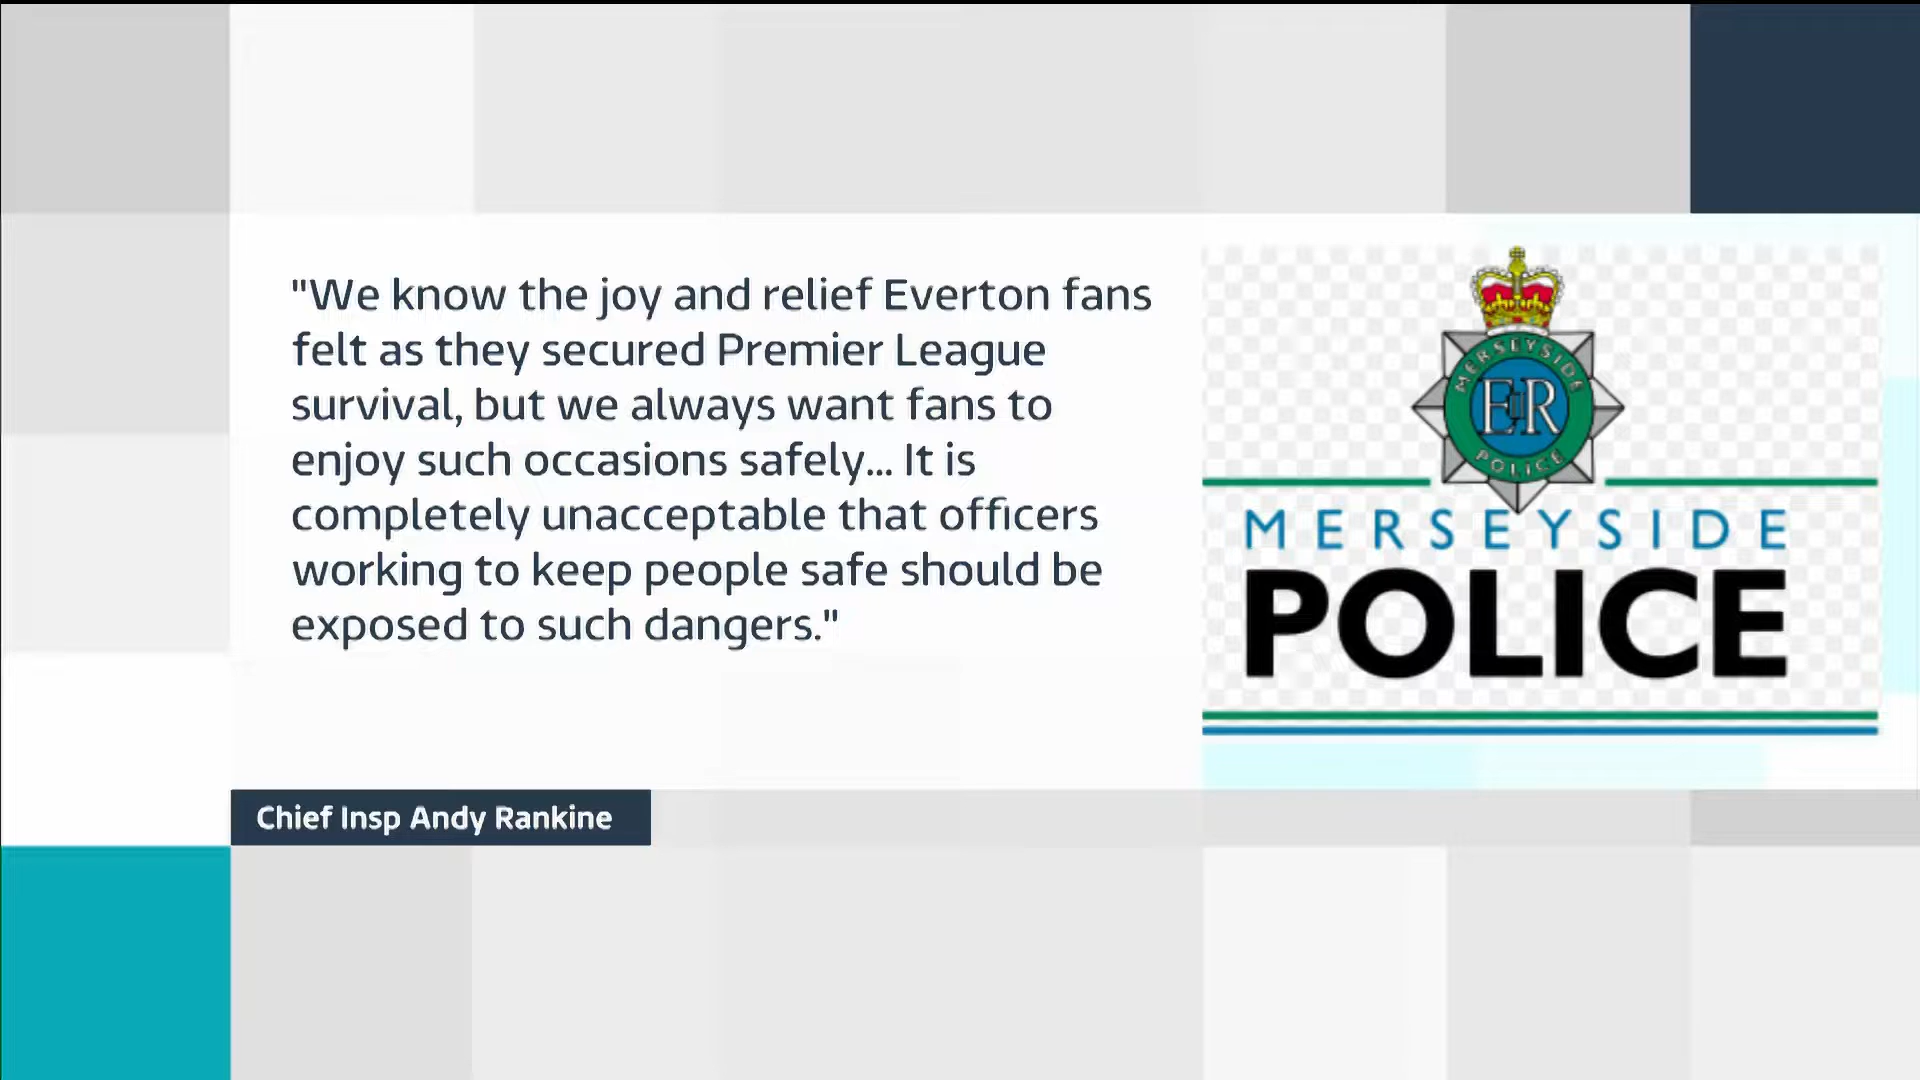 "We know the joy and relief Everton fans
felt as they secured Premier League
survival, but we always want fans to
enjoy such occasions safely... It is
completely unacceptable that officers
working to keep people safe should be
exposed to such dangers."
Chief Insp Andy Rankine
MERSEYSIDE
EIIR
POLICE
MERSEYSIDE
POLICE